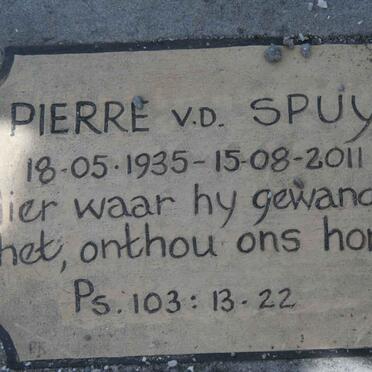 PIERRE V.D. SPUY
18-05-1935 - 15-08-2011
Hier waar hy gewand
het, onthou ons hom
Ps. 103: 13-22